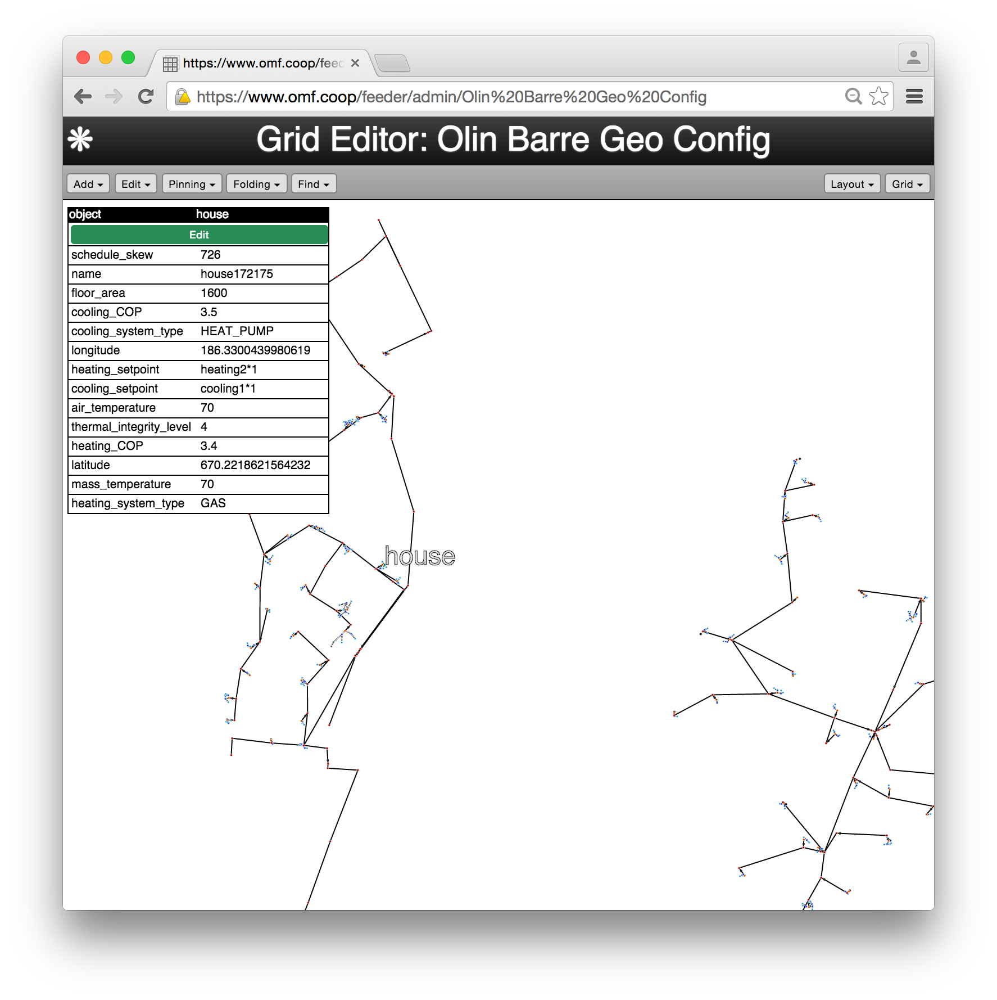 https://www.omf.coop/feed
https://www.omf.coop/feeder/admin/Olin%20Barre%20Geo%20Config
Grid Editor: Olin Barre Geo Config
Add Edit Pinning Folding Find Layout Grid
object house
Edit
schedule_skew 726
name house172175
floor_area 1600
cooling_COP 3.5
cooling_system_type HEAT_PUMP
longitude 186.3300439980619
heating_setpoint heating2*1
cooling_setpoint cooling1*1
air_temperature 70
thermal_integrity_level 4
heating_COP 3.4
latitude 670.2218621564232
mass_temperature 70
heating_system_type GAS
house